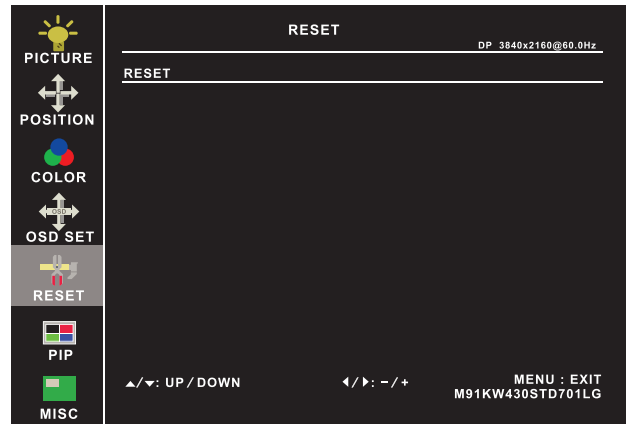 RESET
DP 3840x2160@60.0Hz
RESET
PICTURE
POSITION
COLOR
OSD
OSD SET
RESET
PIP
MISC
▲/▼: UP / DOWN
◀/▶: - / +
MENU : EXIT
M91KW430STD701LG